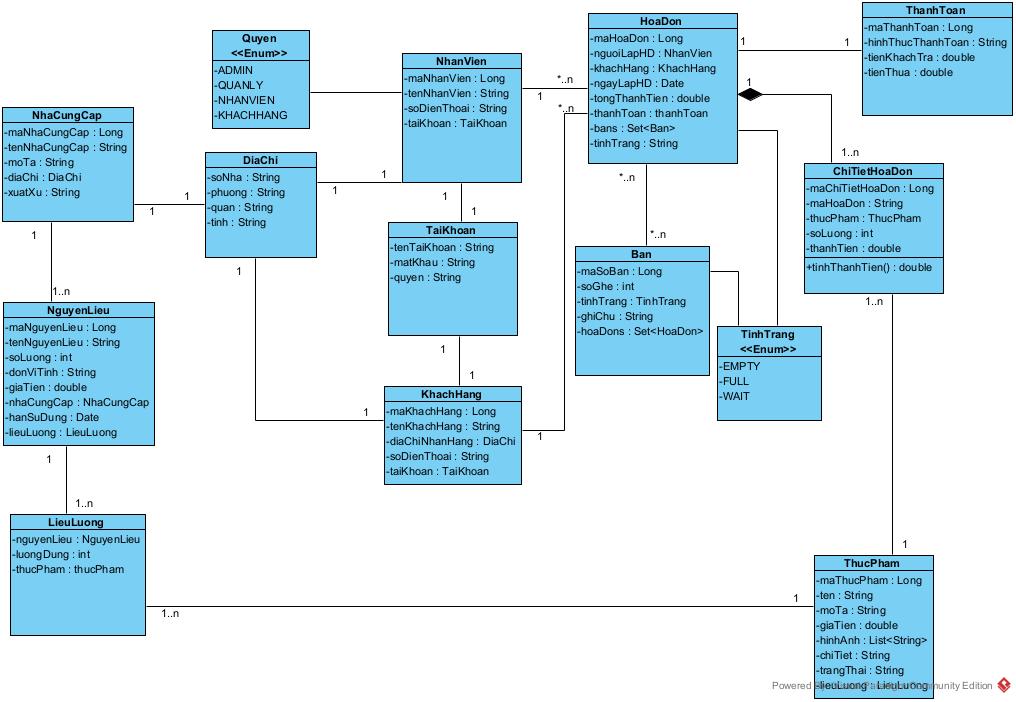 ThanhToan
-maThanhToan : Long
-hinhThucThanhToan : String
-tienKhachTra : double
-tienThua : double
HoaDon
-maHoaDon : Long
-nguoiLapHD : NhanVien
-khachHang : KhachHang
-ngayLapHD : Date
-tongThanhTien : double
-thanhToan : thanhToan
-bans : Set<Ban>
-tinhTrang : String
1
1
1
Quyen
<<Enum>>
-ADMIN
-QUANLY
-NHANVIEN
-KHACHHANG
NhanVien
-maNhanVien : Long
-tenNhanVien : String
-soDienThoai : String
-taiKhoan : TaiKhoan
*..n
1
*..n
NhaCungCap
-maNhaCungCap : Long
-tenNhaCungCap : String
-moTa : String
-diaChi : DiaChi
-xuatXu : String
DiaChi
-soNha : String
-phuong : String
-quan : String
-tinh : String
1
1
1
1
1..n
ChiTietHoaDon
-maChiTietHoaDon : Long
-maHoaDon : String
-thucPham : ThucPham
-soLuong : int
-thanhTien : double
+tinhThanhTien() : double
1
1
*..n
*..n
TaiKhoan
-tenTaiKhoan : String
-matKhau : String
-quyen : String
1
1
1..n
Ban
-maSoBan : Long
-soGhe : int
-tinhTrang : TinhTrang
-ghiChu : String
-hoaDons : Set<HoaDon>
1..n
NguyenLieu
-maNguyenLieu : Long
-tenNguyenLieu : String
-soLuong : int
-donViTinh : String
-giaTien : double
-nhaCungCap : NhaCungCap
-hanSuDung : Date
-lieuLuong : LieuLuong
TinhTrang
<<Enum>>
-EMPTY
-FULL
-WAIT
1
1
KhachHang
-maKhachHang : Long
-tenKhachHang : String
-diaChiNhanHang : DiaChi
-soDienThoai : String
-taiKhoan : TaiKhoan
1
1
1
1..n
LieuLuong
-nguyenLieu : NguyenLieu
-luongDung : int
-thucPham : thucPham
1..n
1
1
ThucPham
-maThucPham : Long
-ten : String
-moTa : String
-giaTien : double
-hinhAnh : List<String>
-chiTiet : String
-trangThai : String
-lieuLuong : LieuLuong
Powered Community Edition